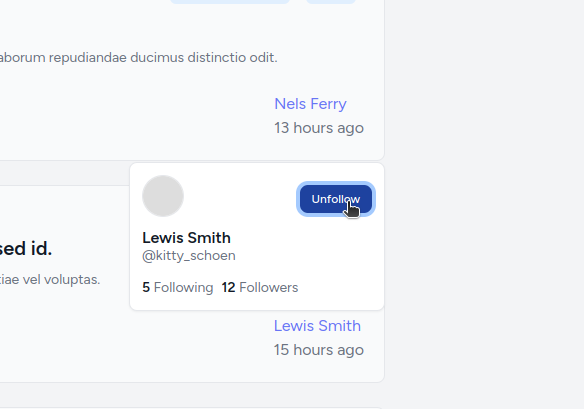 aborum repudiandae ducimus distinctio odit.
Nels Ferry
13 hours ago
Unfollow
Lewis Smith
@kitty_schoen
5 Following 12 Followers
sed id.
tiae vel voluptas.
Lewis Smith
15 hours ago